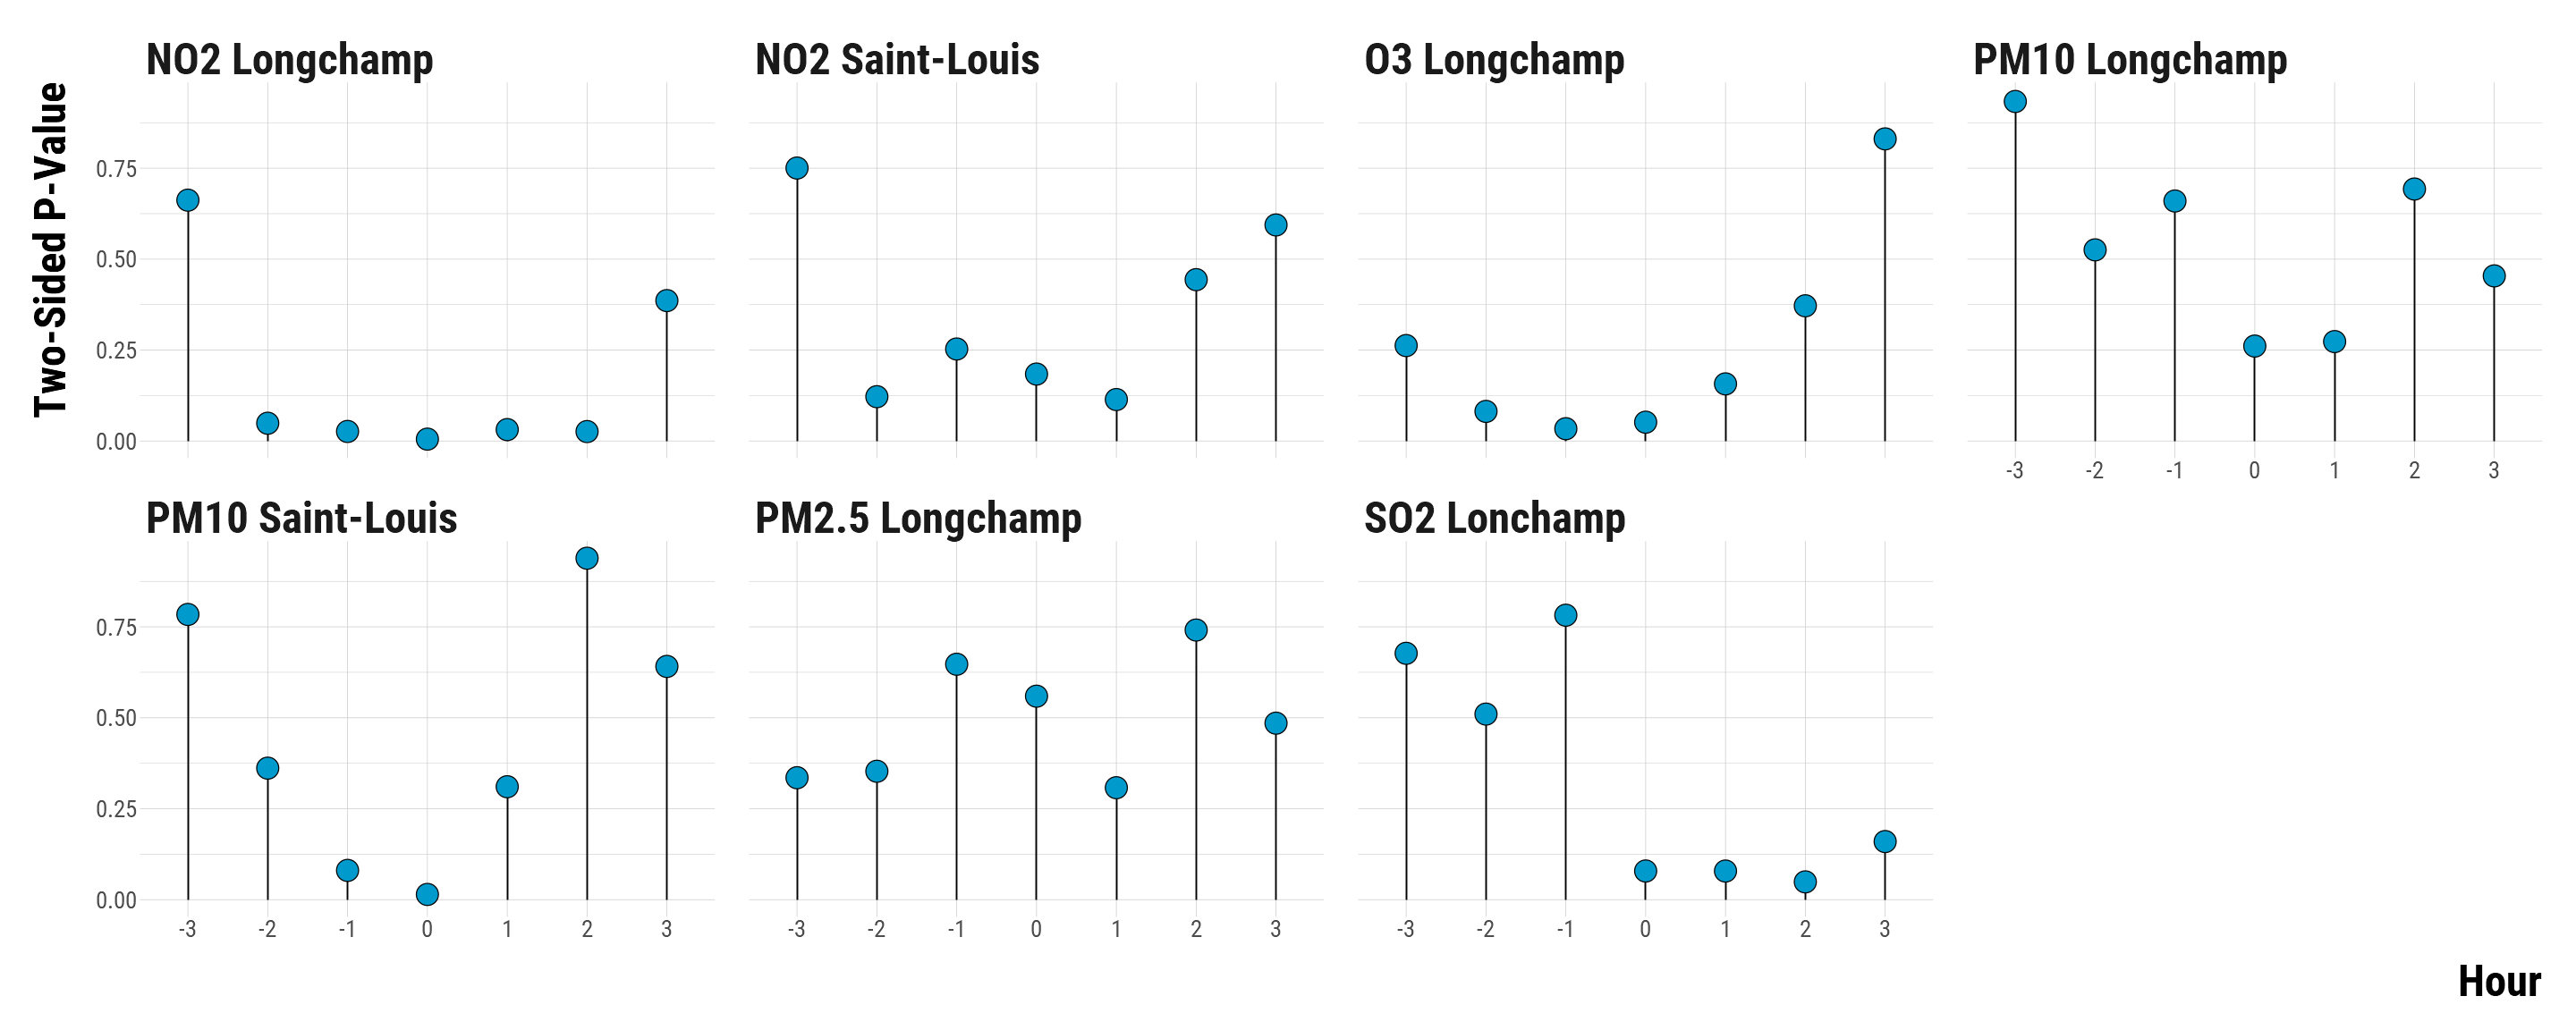 NO2 Longchamp
NO2 Saint-Louis
O3 Longchamp
PM10 Longchamp
Two-Sided P-Value
0.75
0.50
0.25
0.00
-3 -2 -1 0 1 2 3
PM10 Saint-Louis
PM2.5 Longchamp
SO2 Lonchamp
0.75
0.50
0.25
0.00
-3 -2 -1 0 1 2 3
-3 -2 -1 0 1 2 3
-3 -2 -1 0 1 2 3
Hour